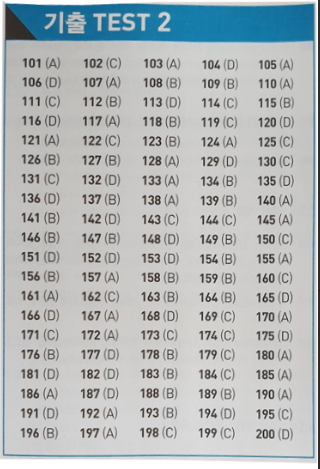 기출 TEST 2
101 (A) 102 (C) 103 (A) 104 (D) 105 (A)
106 (D) 107 (A) 108 (B) 109 (B) 110 (A)
111 (C) 112 (B) 113 (D) 114 (C) 115 (B)
116 (D) 117 (A) 118 (B) 119 (C) 120 (D)
121 (A) 122 (C) 123 (B) 124 (A) 125 (C)
126 (B) 127 (B) 128 (A) 129 (D) 130 (C)
131 (C) 132 (D) 133 (A) 134 (B) 135 (D)
136 (D) 137 (B) 138 (A) 139 (B) 140 (A)
141 (B) 142 (D) 143 (C) 144 (C) 145 (A)
146 (B) 147 (B) 148 (D) 149 (B) 150 (C)
151 (D) 152 (D) 153 (D) 154 (B) 155 (A)
156 (B) 157 (A) 158 (B) 159 (B) 160 (C)
161 (A) 162 (C) 163 (B) 164 (B) 165 (D)
166 (D) 167 (A) 168 (D) 169 (C) 170 (A)
171 (C) 172 (A) 173 (C) 174 (C) 175 (D)
176 (B) 177 (D) 178 (B) 179 (C) 180 (A)
181 (D) 182 (D) 183 (B) 184 (C) 185 (A)
186 (A) 187 (D) 188 (B) 189 (B) 190 (A)
191 (D) 192 (A) 193 (B) 194 (D) 195 (C)
196 (B) 197 (A) 198 (C) 199 (C) 200 (D)